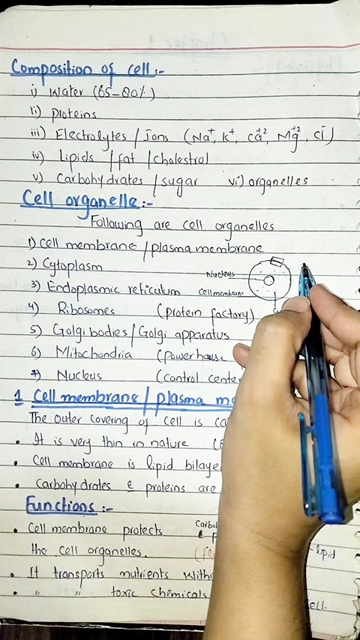 Composition of cell:-
i) Water (65-80%)
ii) proteins
iii) Electrolytes / Ions (Na⁺, K⁺, Ca⁺², Mg⁺², Cl⁻)
iv) Lipids / fat / cholestrol
v) Carbohydrates / sugar vi) organelles
Cell organelle:-
Following are cell organelles
1) Cell membrane / plasma membrane
2) Cytoplasm
Nucleus
3) Endoplasmic reticulum
Cell membrane
4) Ribosomes (protein factory)
5) Golgi bodies / Golgi apparatus
6) Mitochondria (powerhouse
7) Nucleus (control center
1 Cell membrane / plasma m
The outer covering of cell is ca
• It is very thin in nature
• Cell membrane is lipid bilaye
• Carbohydrates & proteins are
Functions:-
• Cell membrane protects
the cell organelles.
lipid
• It transports nutrients with
• " " toxic chemicals cell.